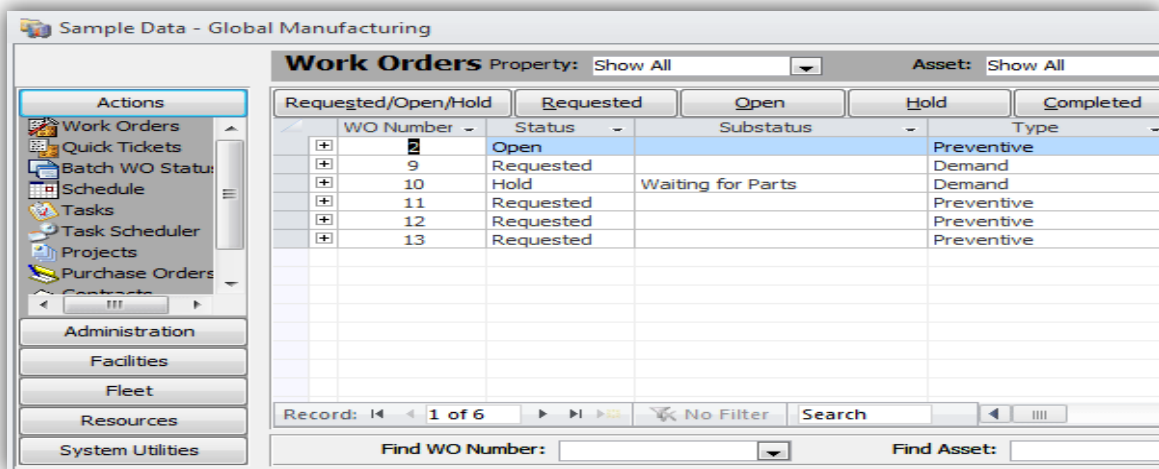 Sample Data - Global Manufacturing
Work Orders Property: Show All Asset: Show All
Actions
Requested/Open/Hold Requested Open Hold Completed
Work Orders
Quick Tickets
Batch WO Statu
Schedule
Tasks
Task Scheduler
Projects
Purchase Orders
Contracts
Administration
Facilities
Fleet
Resources
System Utilities
WO Number Status Substatus Type
2 Open Preventive
9 Requested Demand
10 Hold Waiting for Parts Demand
11 Requested Preventive
12 Requested Preventive
13 Requested Preventive
Record: 1 of 6 No Filter Search
Find WO Number: Find Asset: